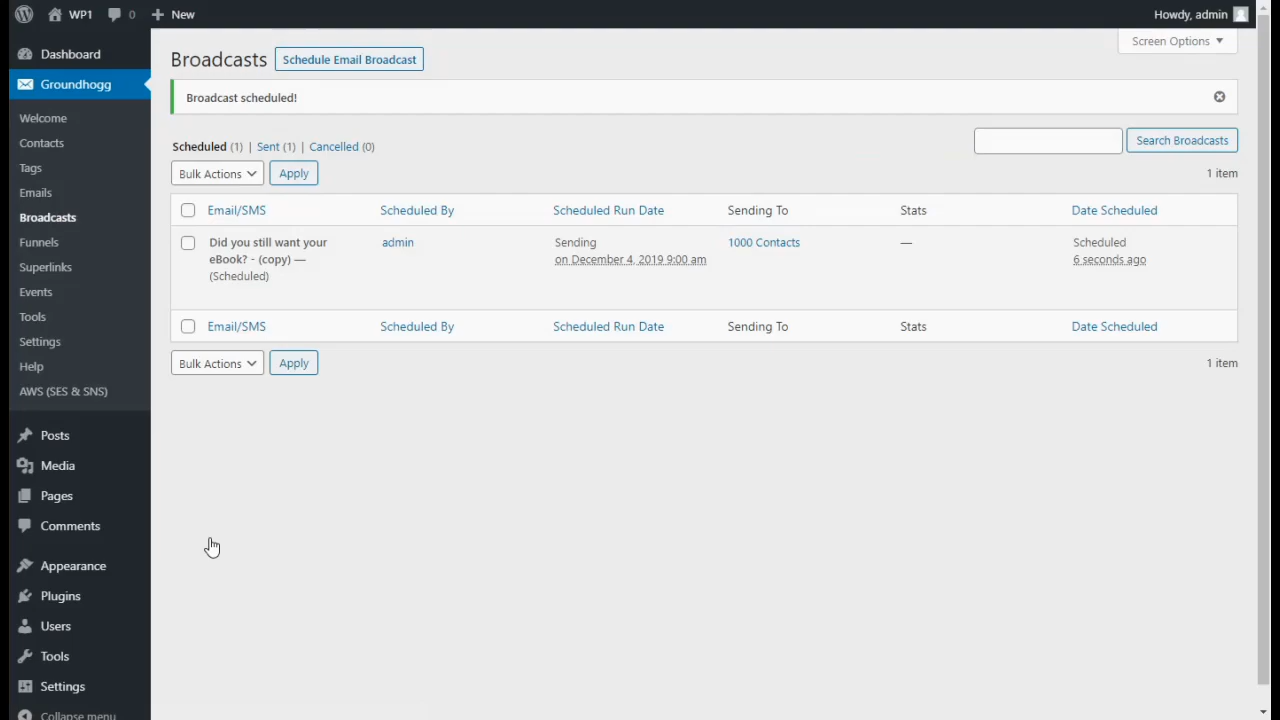 WP1 0 New Howdy, admin
Screen Options
Dashboard
Groundhogg
Welcome
Contacts
Tags
Emails
Broadcasts
Funnels
Superlinks
Events
Tools
Settings
Help
AWS (SES & SNS)
Posts
Media
Pages
Comments
Appearance
Plugins
Users
Tools
Settings
Collapse menu
Broadcasts Schedule Email Broadcast
Broadcast scheduled!
Scheduled (1) | Sent (1) | Cancelled (0)
Search Broadcasts
Bulk Actions Apply 1 item
Email/SMS Scheduled By Scheduled Run Date Sending To Stats Date Scheduled
Did you still want your admin Sending 1000 Contacts — Scheduled
eBook? - (copy) — on December 4, 2019 9:00 am 6 seconds ago
(Scheduled)
Email/SMS Scheduled By Scheduled Run Date Sending To Stats Date Scheduled
Bulk Actions Apply 1 item